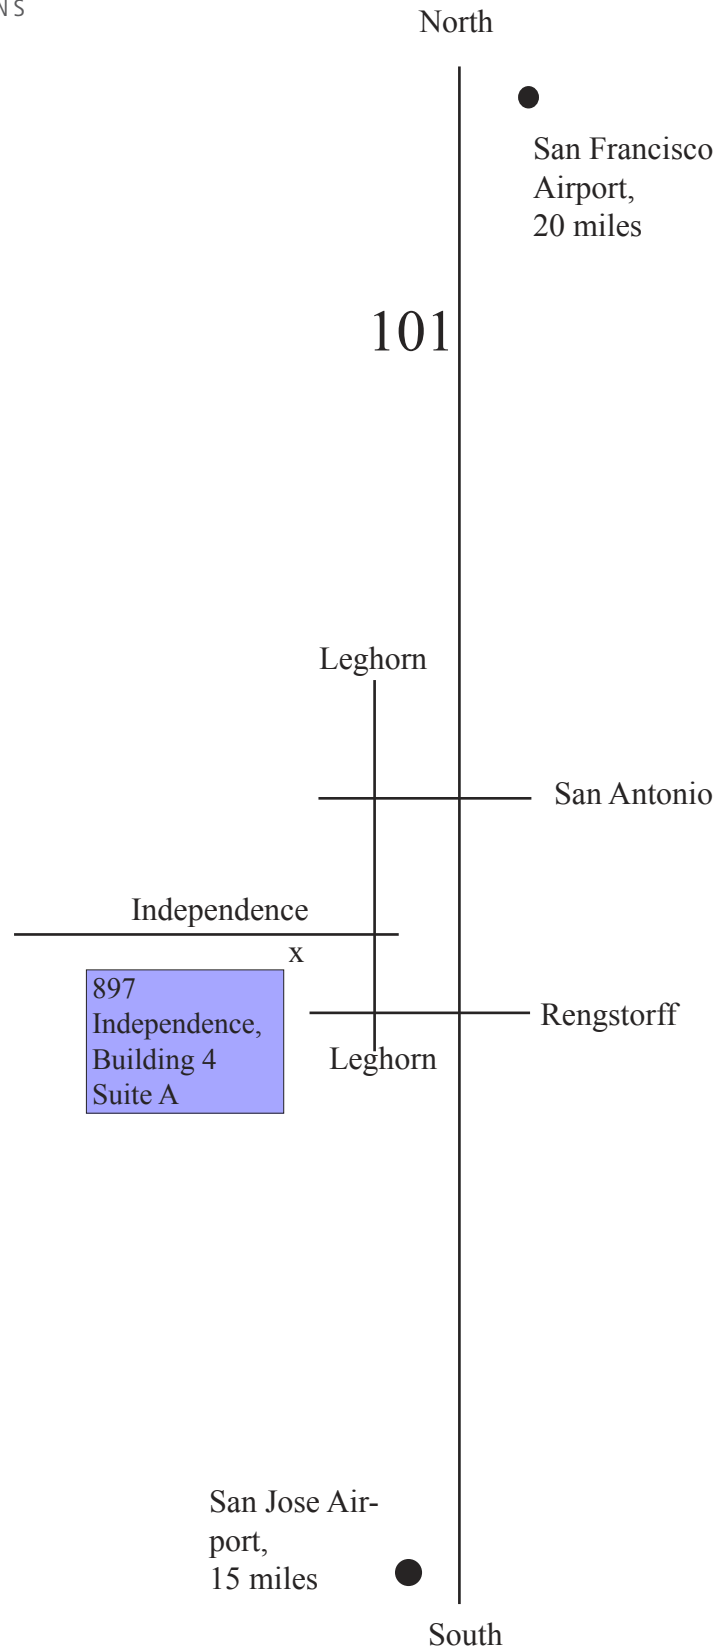 North
San Francisco
Airport,
20 miles
101
Leghorn
San Antonio
Independence
x
897
Independence,
Building 4
Suite A
Rengstorff
Leghorn
San Jose Air-
port,
15 miles
South